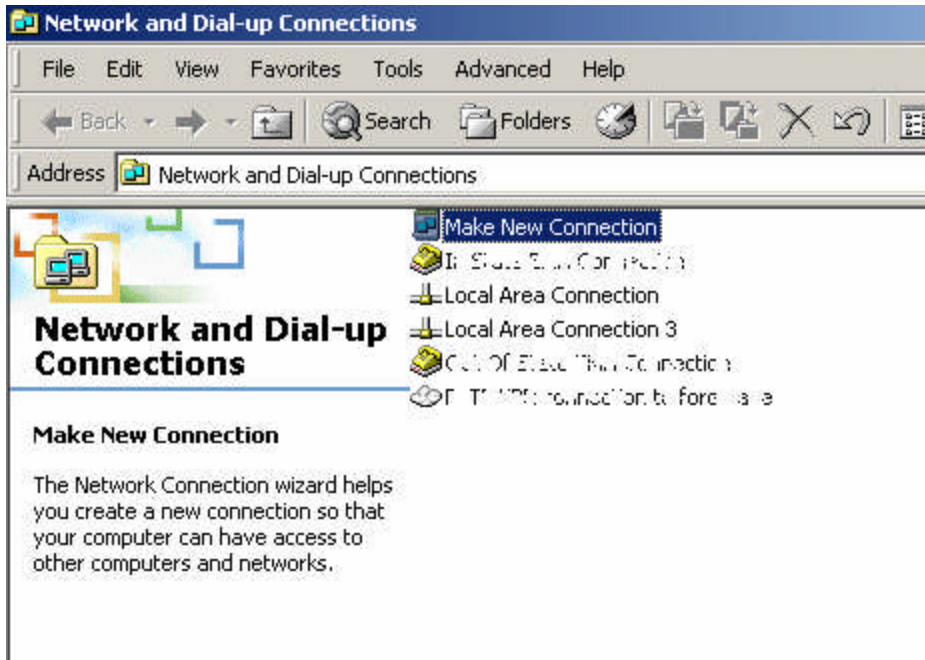 Network and Dial-up Connections
File Edit View Favorites Tools Advanced Help
Back Search Folders
Address Network and Dial-up Connections
Make New Connection
Local Area Connection
Local Area Connection 3
Network and Dial-up
Connections
Make New Connection
The Network Connection wizard helps
you create a new connection so that
your computer can have access to
other computers and networks.